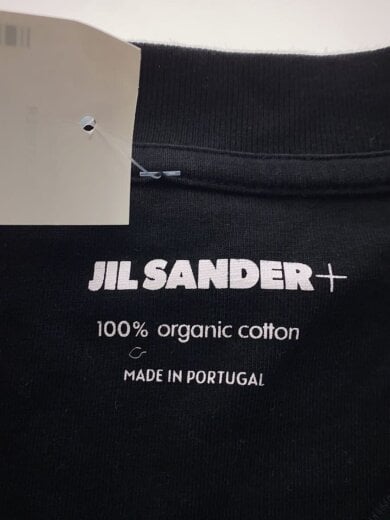 JIL SANDER+
100% organic cotton
MADE IN PORTUGAL